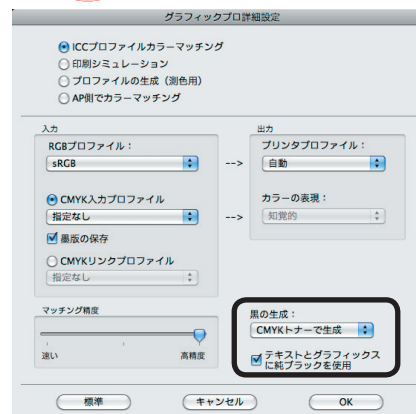 グラフィックプロ詳細設定
ICCプロファイルカラーマッチング
印刷シミュレーション
プロファイルの生成（測色用）
AP側でカラーマッチング
入力
RGBプロファイル：
sRGB
CMYK入力プロファイル
指定なし
墨版の保存
CMYKリンクプロファイル
指定なし
-->
-->
出力
プリンタプロファイル：
自動
カラーの表現：
知覚的
マッチング精度
速い
高精度
黒の生成：
CMYKトナーで生成
テキストとグラフィックス
に純ブラックを使用
標準
キャンセル
OK